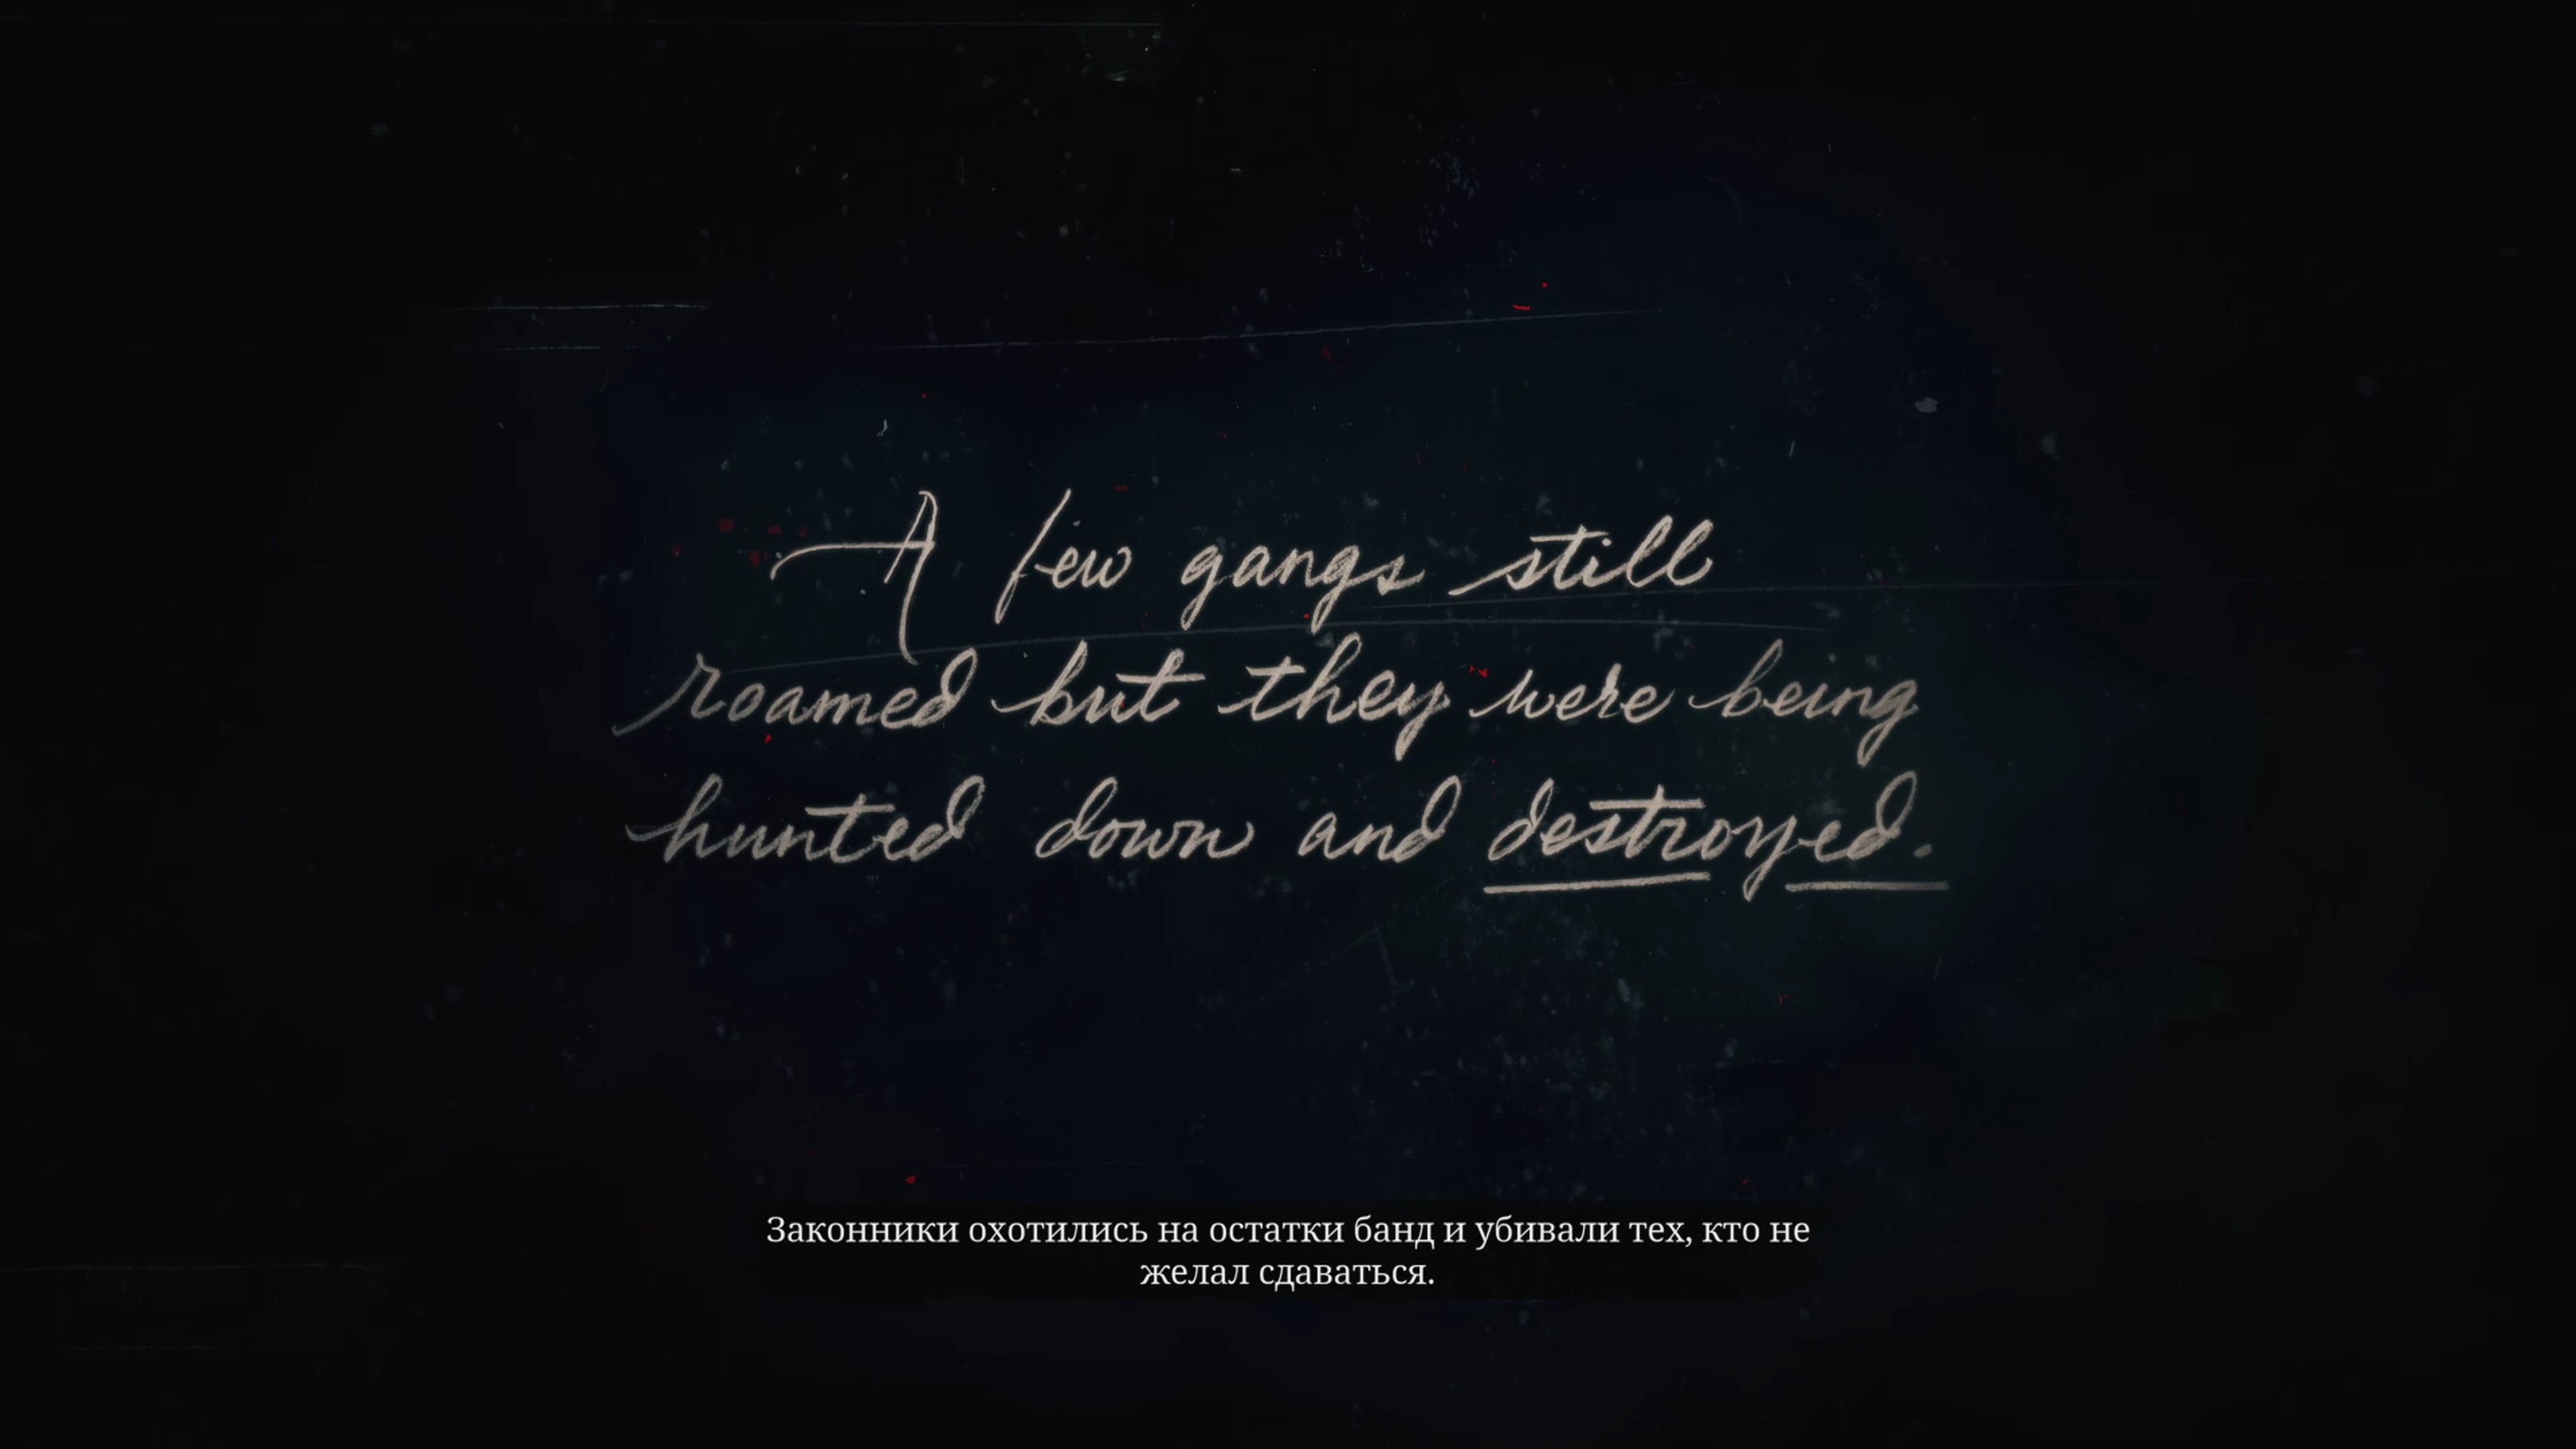 A few gangs still
roamed but they were being
hunted down and destroyed.
Законники охотились на остатки банд и убивали тех, кто не
желал сдаваться.